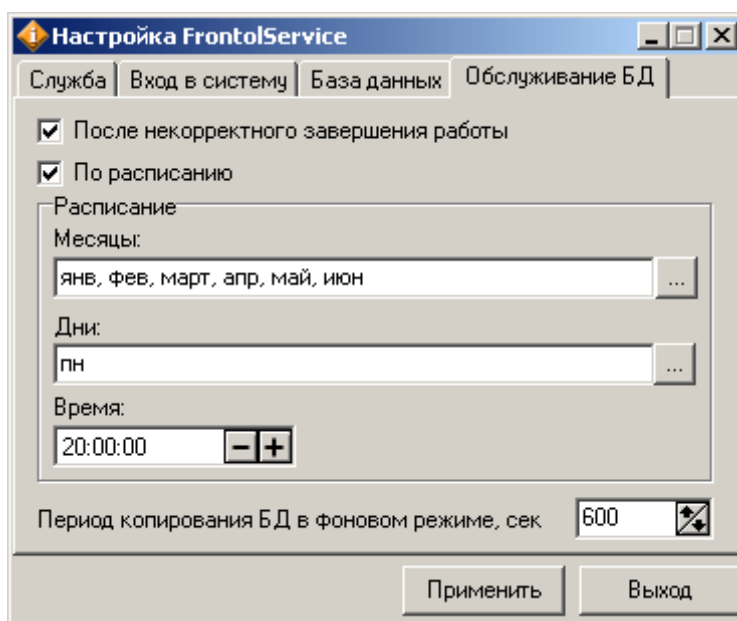 Настройка FrontolService
Служба Вход в систему База данных Обслуживание БД
После некорректного завершения работы
По расписанию
Расписание
Месяцы:
янв, фев, март, апр, май, июн
...
Дни:
пн
...
Время:
20:00:00
Период копирования БД в фоновом режиме, сек 600
Применить Выход